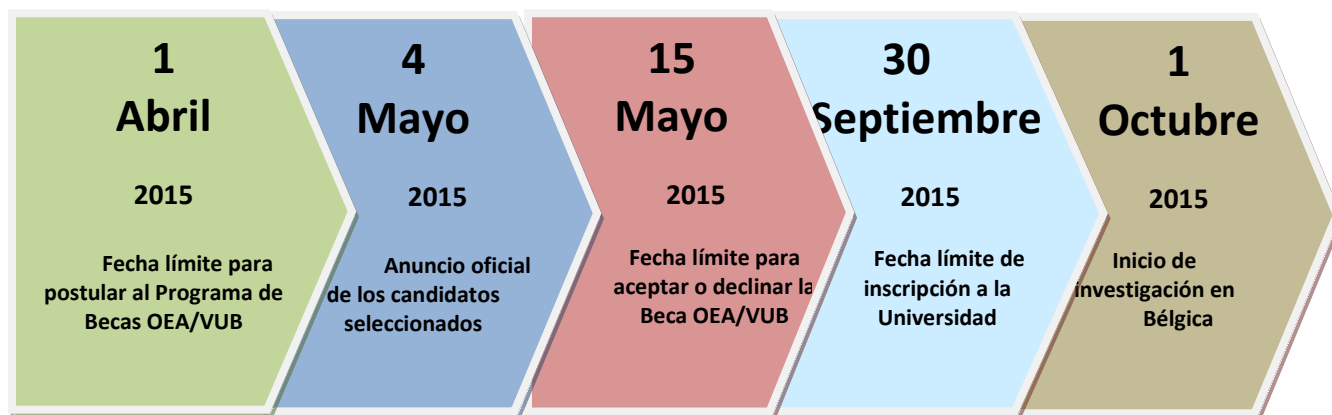 1
Abril
2015
Fecha límite para
postular al Programa de
Becas OEA/VUB
4
Mayo
2015
Anuncio oficial
de los candidatos
seleccionados
15
Mayo
2015
Fecha límite para
aceptar o declinar la
Beca OEA/VUB
30
Septiembre
2015
Fecha límite de
inscripción a la
Universidad
1
Octubre
2015
Inicio de
investigación en
Bélgica